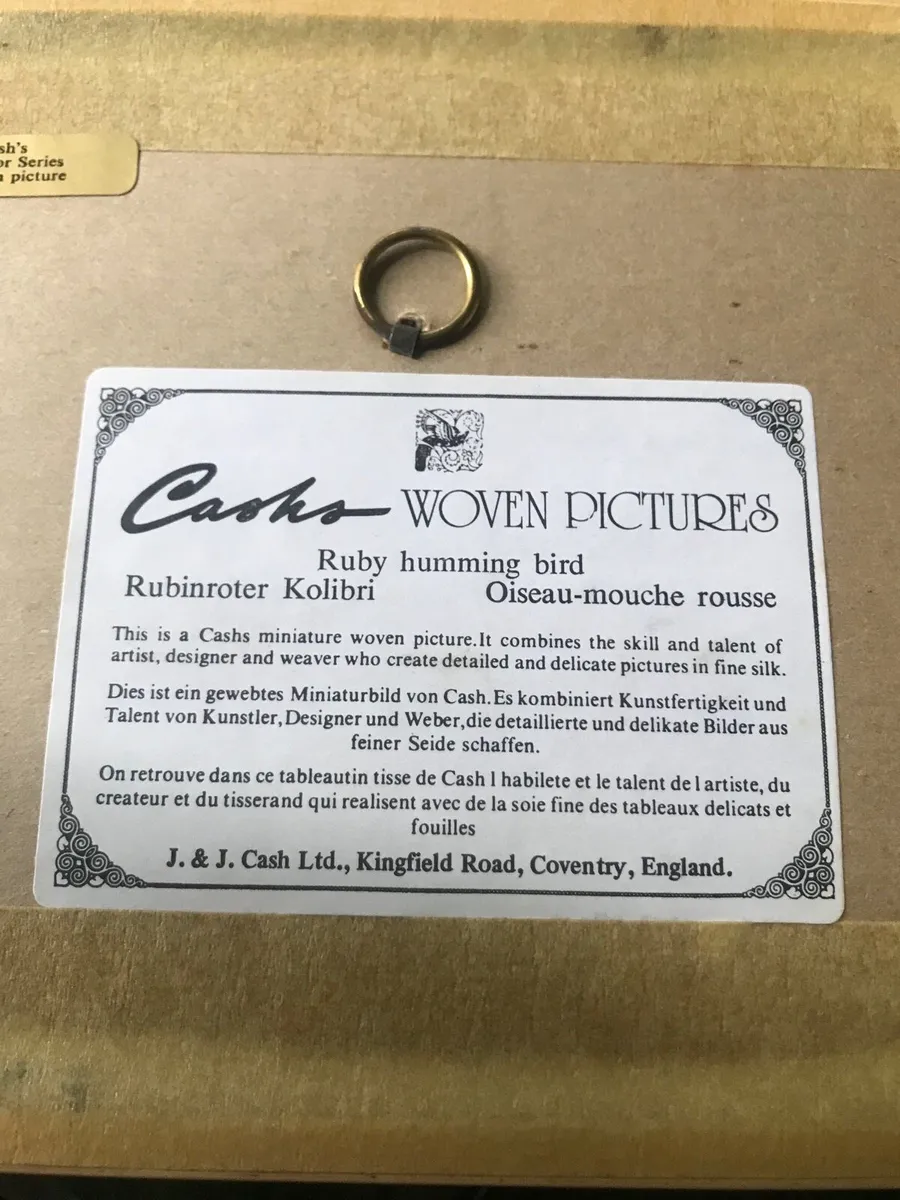 sh's
or Series
picture
Cashs WOVEN PICTURES
Ruby humming bird
Rubinroter Kolibri Oiseau-mouche rousse
This is a Cashs miniature woven picture.It combines the skill and talent of
artist, designer and weaver who create detailed and delicate pictures in fine silk.
Dies ist ein gewebtes Miniaturbild von Cash.Es kombiniert Kunstfertigkeit und
Talent von Kunstler,Designer und Weber,die detaillierte und delikate Bilder aus
feiner Seide schaffen.
On retrouve dans ce tableautin tisse de Cash l habilete et le talent de l artiste, du
createur et du tisserand qui realisent avec de la soie fine des tableaux delicats et
fouilles
J. & J. Cash Ltd., Kingfield Road, Coventry, England.